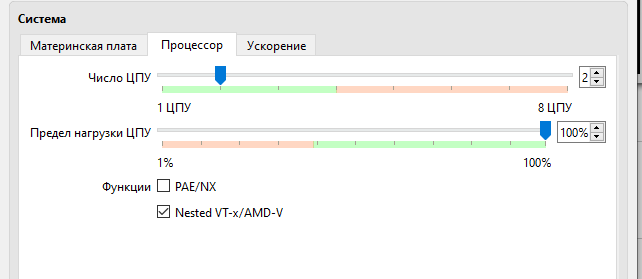 Система
Материнская плата Процессор Ускорение
Число ЦПУ 2
1 ЦПУ 8 ЦПУ
Предел нагрузки ЦПУ 100%
1% 100%
Функции PAE/NX
Nested VT-x/AMD-V